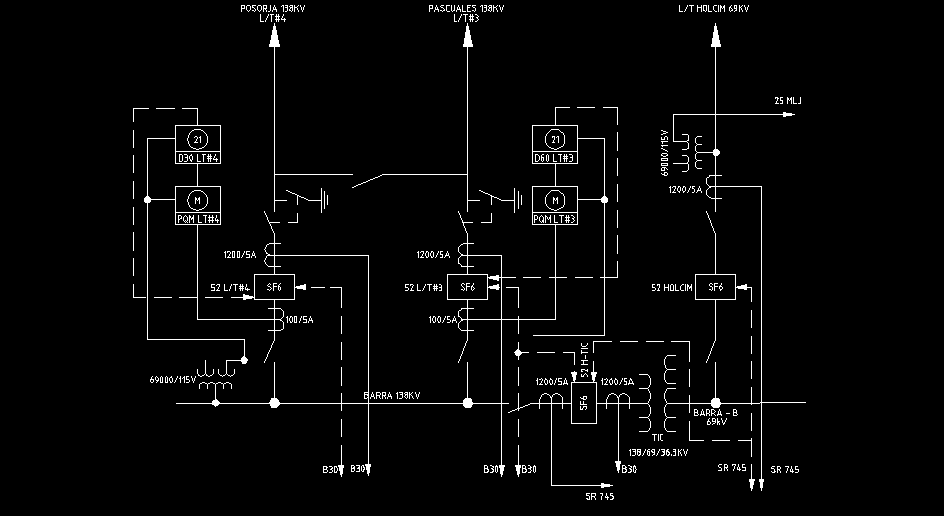 POSORJA 138KV
L/T#4
PASCUALES 138KV
L/T#3
L/T HOLCIM 69KV
25 MLJ
21
D30 LT#4
M
PQM LT#4
21
D60 LT#3
M
PQM LT#3
69000/115V
1200/5A
1200/5A
1200/5A
52 L/T#4
SF6
52 L/T#3
SF6
52 HOLCIM
SF6
100/5A
100/5A
69000/115V
BARRA 138KV
52 H-TIC
1200/5A
SF6
1200/5A
BARRA - B
69kV
TIC
138/69/36.3KV
B30
B30
B30
B30
B30
SR 745
SR 745
SR 745